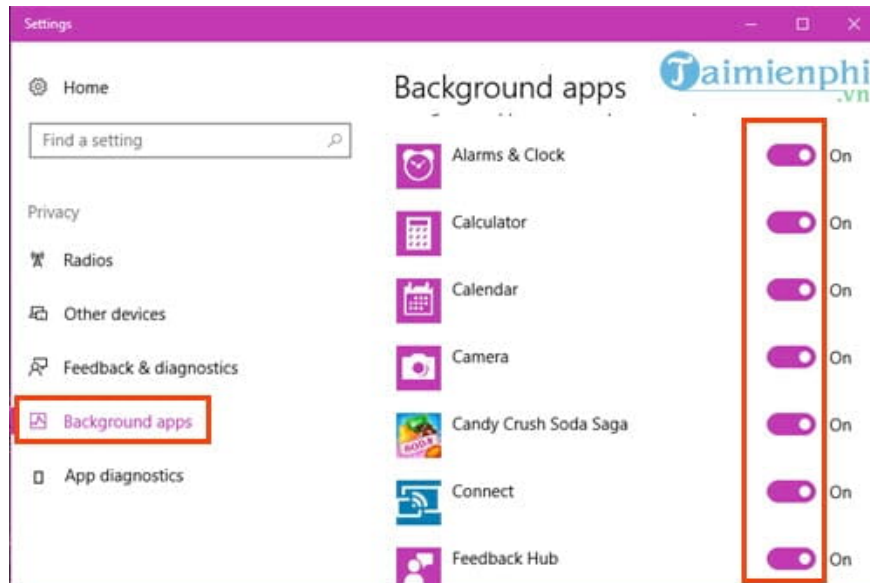 Settings
Home
Find a setting
Privacy
Radios
Other devices
Feedback & diagnostics
Background apps
App diagnostics
Background apps
Taimienphi
.vn
Alarms & Clock On
Calculator On
Calendar On
Camera On
Candy Crush Soda Saga On
SODA
Connect On
Feedback Hub On